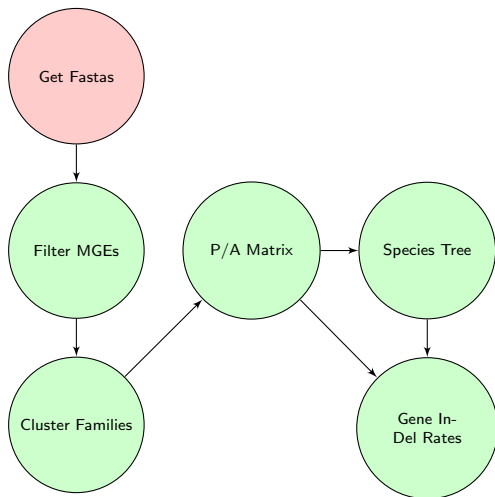 Get Fastas
Filter MGEs
P/A Matrix
Species Tree
Cluster Families
Gene In-
Del Rates